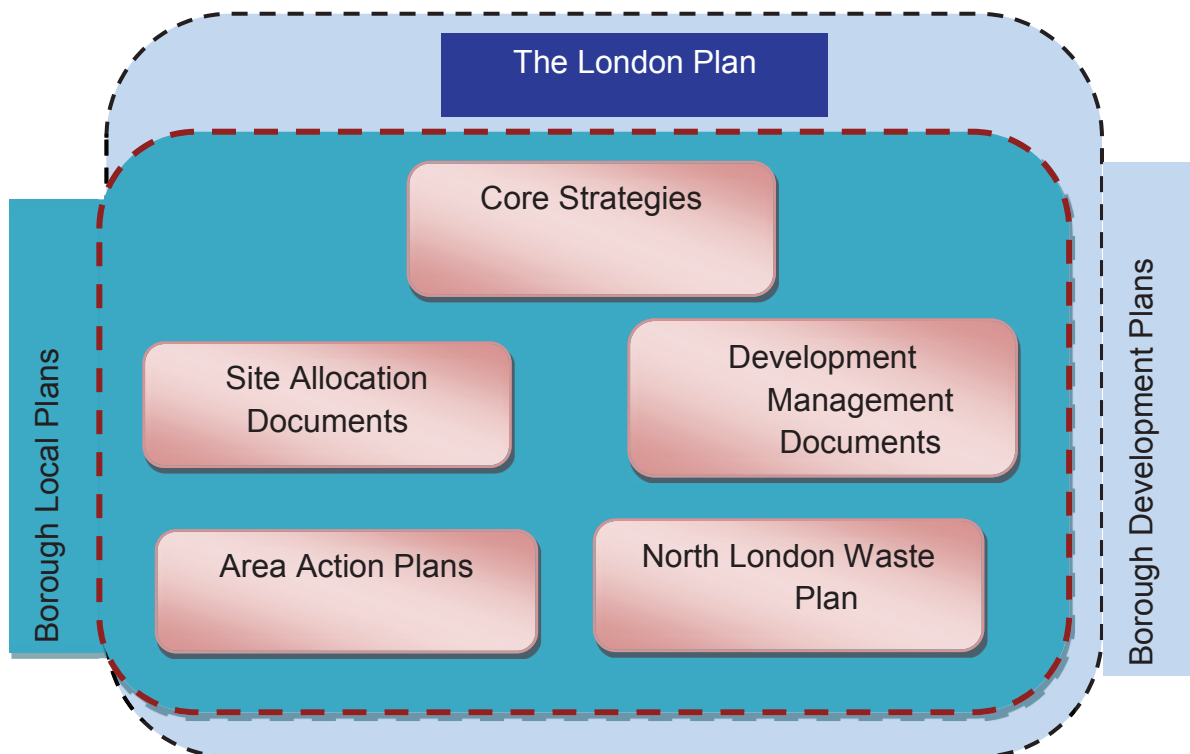 The London Plan
Core Strategies
Site Allocation
Documents
Development
Management
Documents
Area Action Plans
North London Waste
Plan
Borough Local Plans
Borough Development Plans